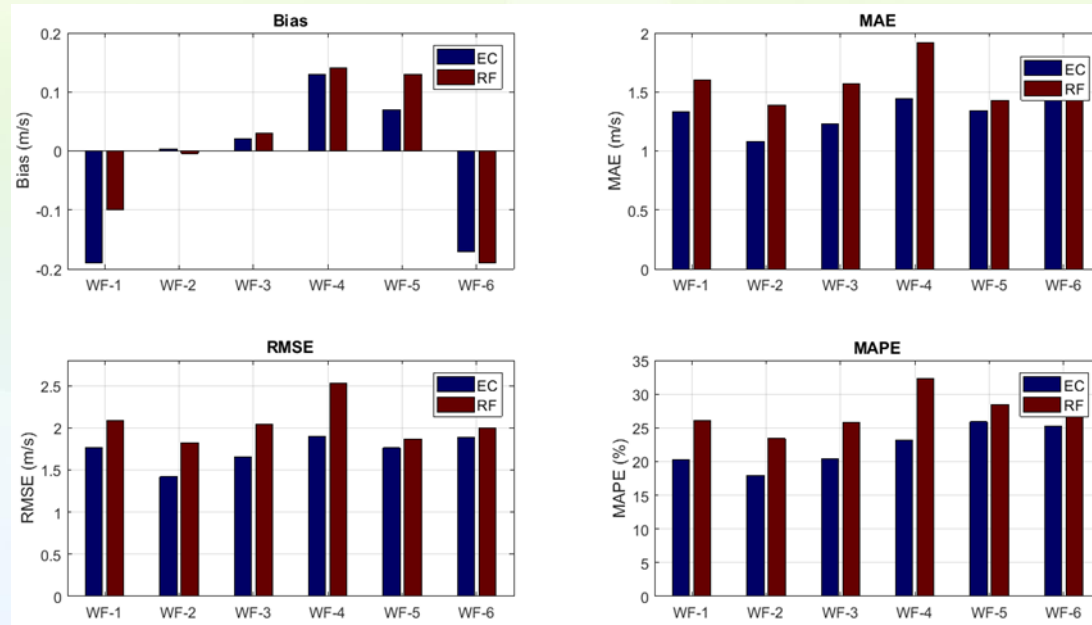 Bias
0.2
0.1
0
-0.1
-0.2
Bias (m/s)
EC
RF
WF-1 WF-2 WF-3 WF-4 WF-5 WF-6
MAE
2
1.5
1
0.5
0
MAE (m/s)
EC
RF
WF-1 WF-2 WF-3 WF-4 WF-5 WF-6
RMSE
2.5
2
1.5
1
0.5
0
RMSE (m/s)
EC
RF
WF-1 WF-2 WF-3 WF-4 WF-5 WF-6
MAPE
35
30
25
20
15
10
5
0
MAPE (%)
EC
RF
WF-1 WF-2 WF-3 WF-4 WF-5 WF-6